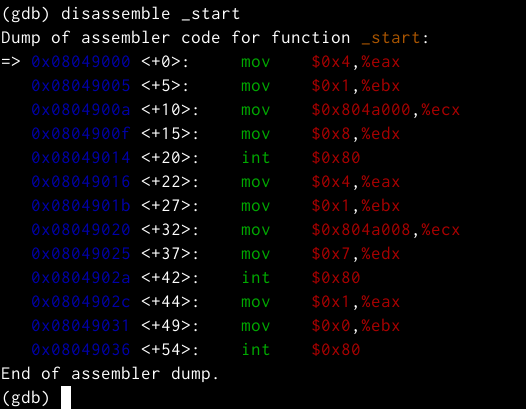 (gdb) disassemble _start
Dump of assembler code for function _start:
=> 0x08049000 <+0>:     mov    $0x4,%eax
   0x08049005 <+5>:     mov    $0x1,%ebx
   0x0804900a <+10>:    mov    $0x804a000,%ecx
   0x0804900f <+15>:    mov    $0x8,%edx
   0x08049014 <+20>:    int    $0x80
   0x08049016 <+22>:    mov    $0x4,%eax
   0x0804901b <+27>:    mov    $0x1,%ebx
   0x08049020 <+32>:    mov    $0x804a008,%ecx
   0x08049025 <+37>:    mov    $0x7,%edx
   0x0804902a <+42>:    int    $0x80
   0x0804902c <+44>:    mov    $0x1,%eax
   0x08049031 <+49>:    mov    $0x0,%ebx
   0x08049036 <+54>:    int    $0x80
End of assembler dump.
(gdb)